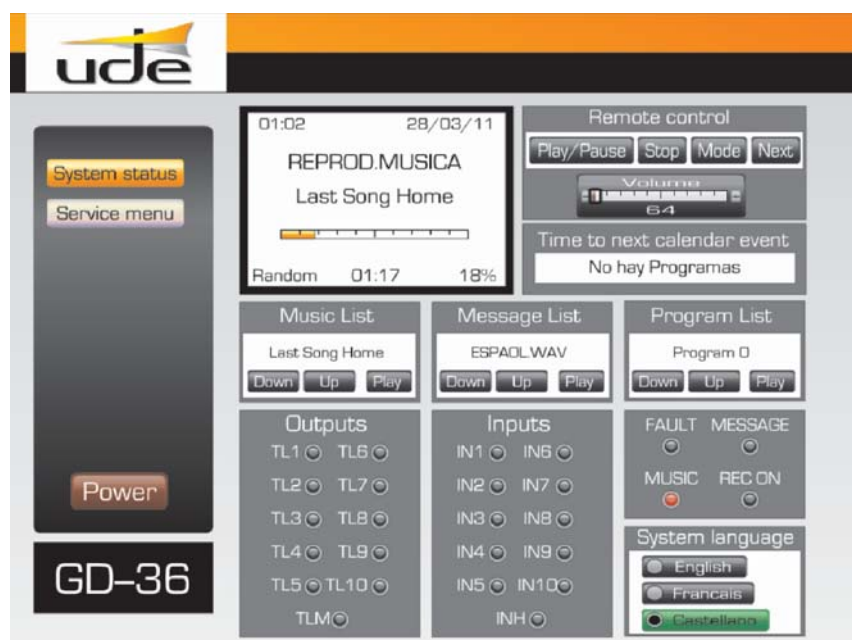 ude
System status
Service menu
Power
GD-36
01:02 28/03/11
REPROD.MUSICA
Last Song Home
Random 01:17 18%
Remote control
Play/Pause Stop Mode Next
Volume
64
Time to next calendar event
No hay Programas
Music List
Last Song Home
Down Up Play
Message List
ESPAOL.WAV
Down Up Play
Program List
Program 0
Down Up Play
Outputs
TL1 TL6
TL2 TL7
TL3 TL8
TL4 TL9
TL5 TL10
TLM
Inputs
IN1 IN6
IN2 IN7
IN3 IN8
IN4 IN9
IN5 IN10
INH
FAULT MESSAGE
MUSIC REC ON
System language
English
Francais
Castellano